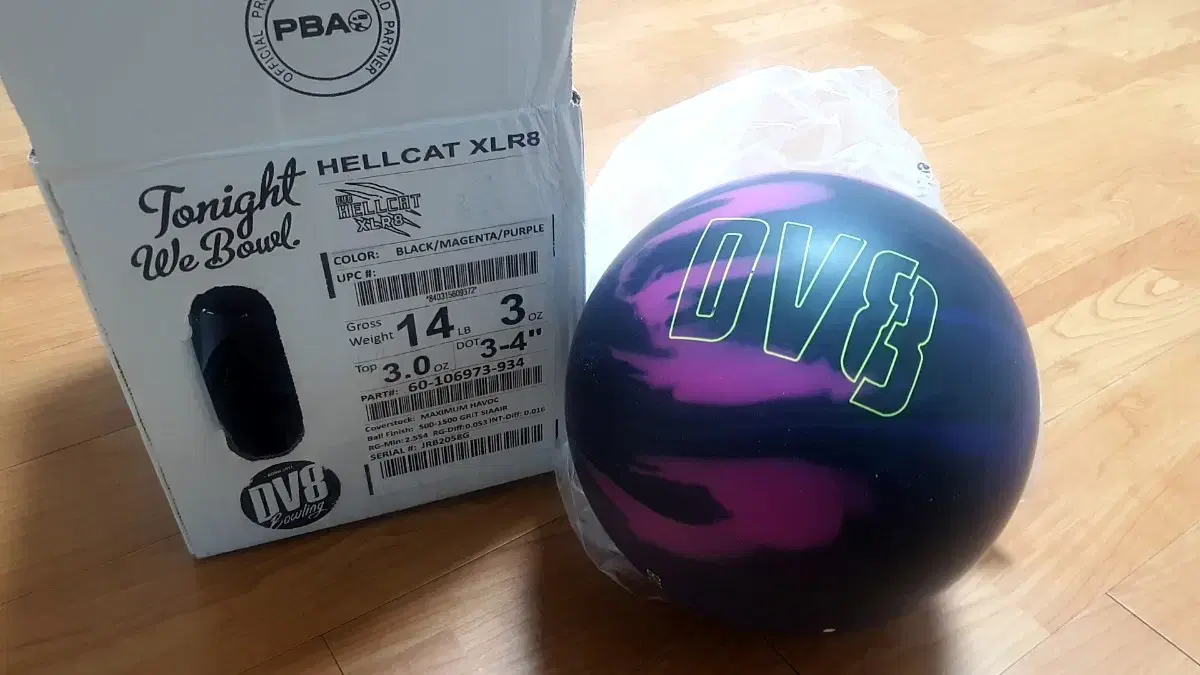 OFFICIAL PR
D PARTNER
PBA
HELLCAT XLR8
Tonight
We Bowl.
THE
HELLCAT
XLR8
COLOR: BLACK/MAGENTA/PURPLE
UPC #:
*840315609372*
Gross Weight 14 LB 3 OZ
Top 3.0 OZ DOT 3-4"
PART#: 60-106973-934
Coverstock: MAXIMUM HAVOC
Ball Finish: 500-1500 GRIT SIAAIR
RG-Min: 2.554 RG-Diff:0.053 INT-Diff: 0.016
SERIAL #: JRB2058G
DV8
Bowling
DV8